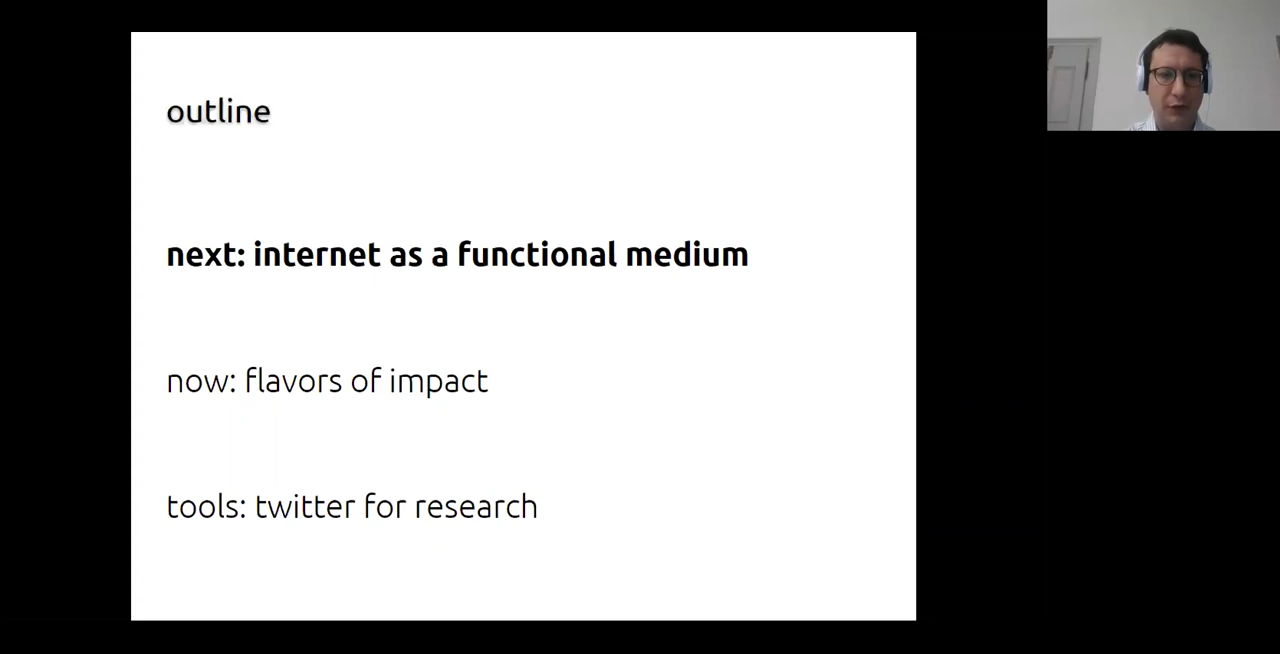 outline
next: internet as a functional medium
now: flavors of impact
tools: twitter for research